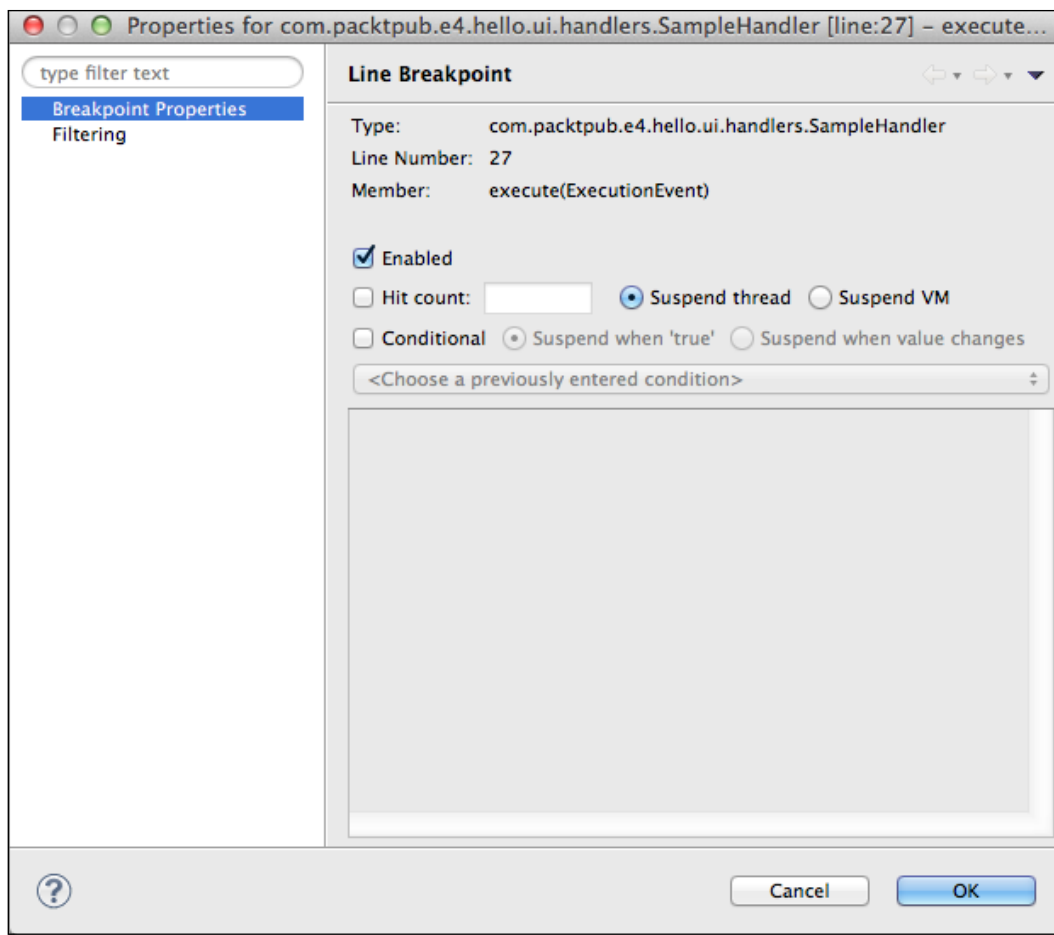 Properties for com.packtpub.e4.hello.ui.handlers.SampleHandler [line:27] – execute...
type filter text
Breakpoint Properties
Filtering
Line Breakpoint
Type: com.packtpub.e4.hello.ui.handlers.SampleHandler
Line Number: 27
Member: execute(ExecutionEvent)
Enabled
Hit count: Suspend thread Suspend VM
Conditional Suspend when 'true' Suspend when value changes
<Choose a previously entered condition>
?
Cancel OK